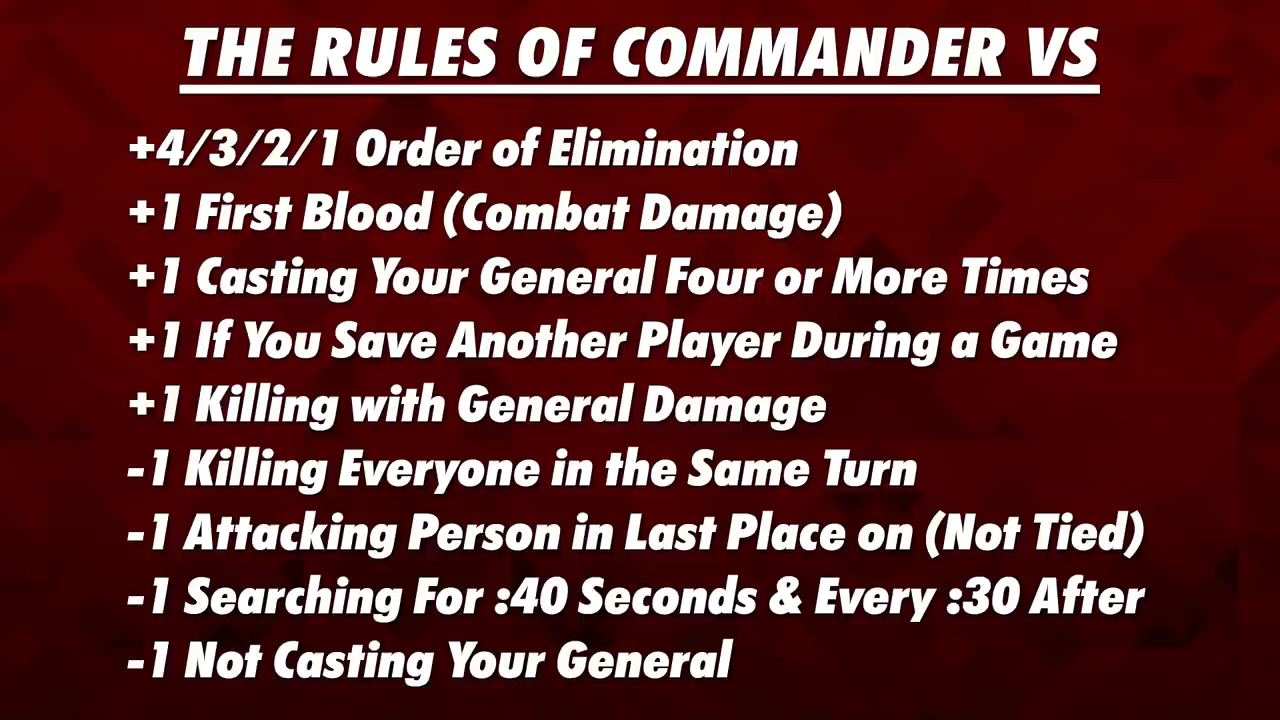 THE RULES OF COMMANDER VS
+4/3/2/1 Order of Elimination
+1 First Blood (Combat Damage)
+1 Casting Your General Four or More Times
+1 If You Save Another Player During a Game
+1 Killing with General Damage
-1 Killing Everyone in the Same Turn
-1 Attacking Person in Last Place on (Not Tied)
-1 Searching For :40 Seconds & Every :30 After
-1 Not Casting Your General